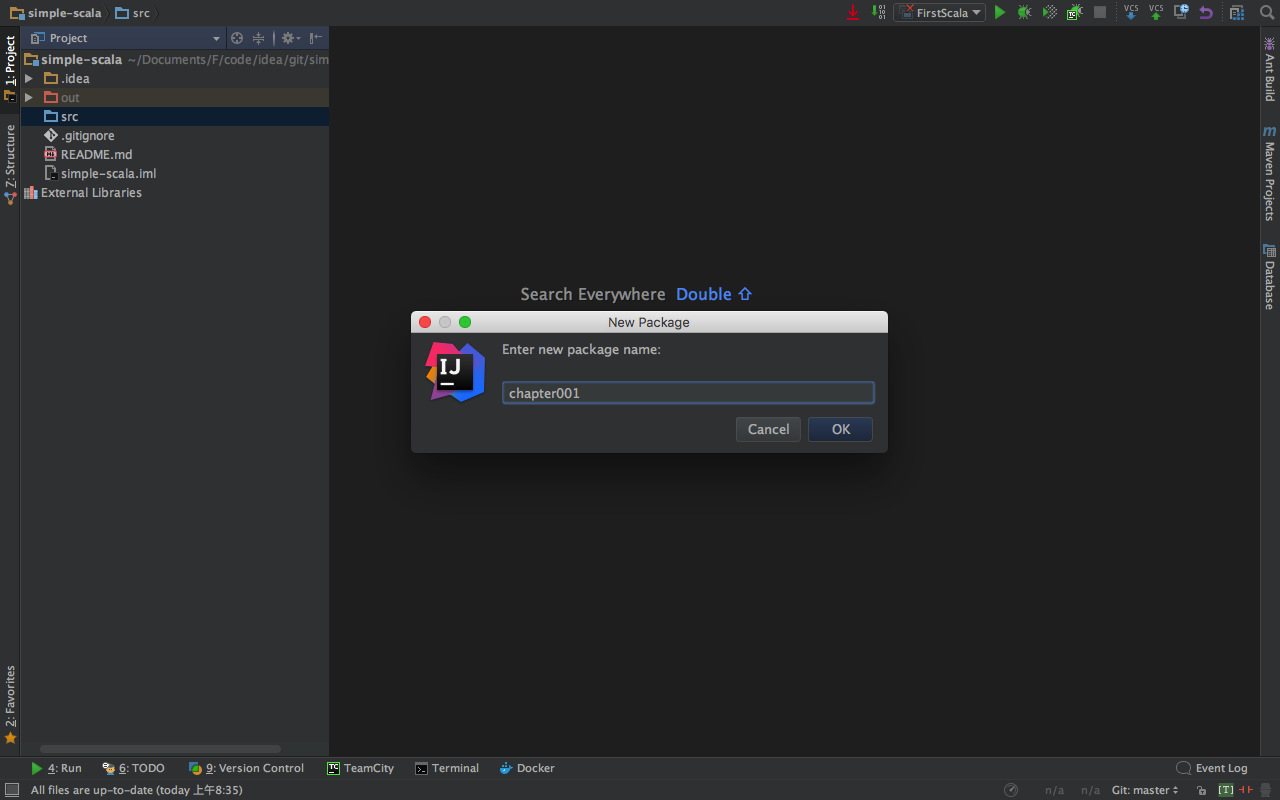 simple-scala
src
FirstScala
VCS
VCS
Project
simple-scala ~/Documents/F/code/idea/git/sim
.idea
out
src
.gitignore
README.md
simple-scala.iml
External Libraries
1: Project
7: Structure
2: Favorites
Search Everywhere Double ⇧
New Package
IJ
Enter new package name:
chapter001
Cancel
OK
Ant Build
m
Maven Projects
Database
4: Run
6: TODO
9: Version Control
TC
TeamCity
Terminal
Docker
Event Log
All files are up-to-date (today 上午8:35)
n/a
n/a
Git: master
[T]